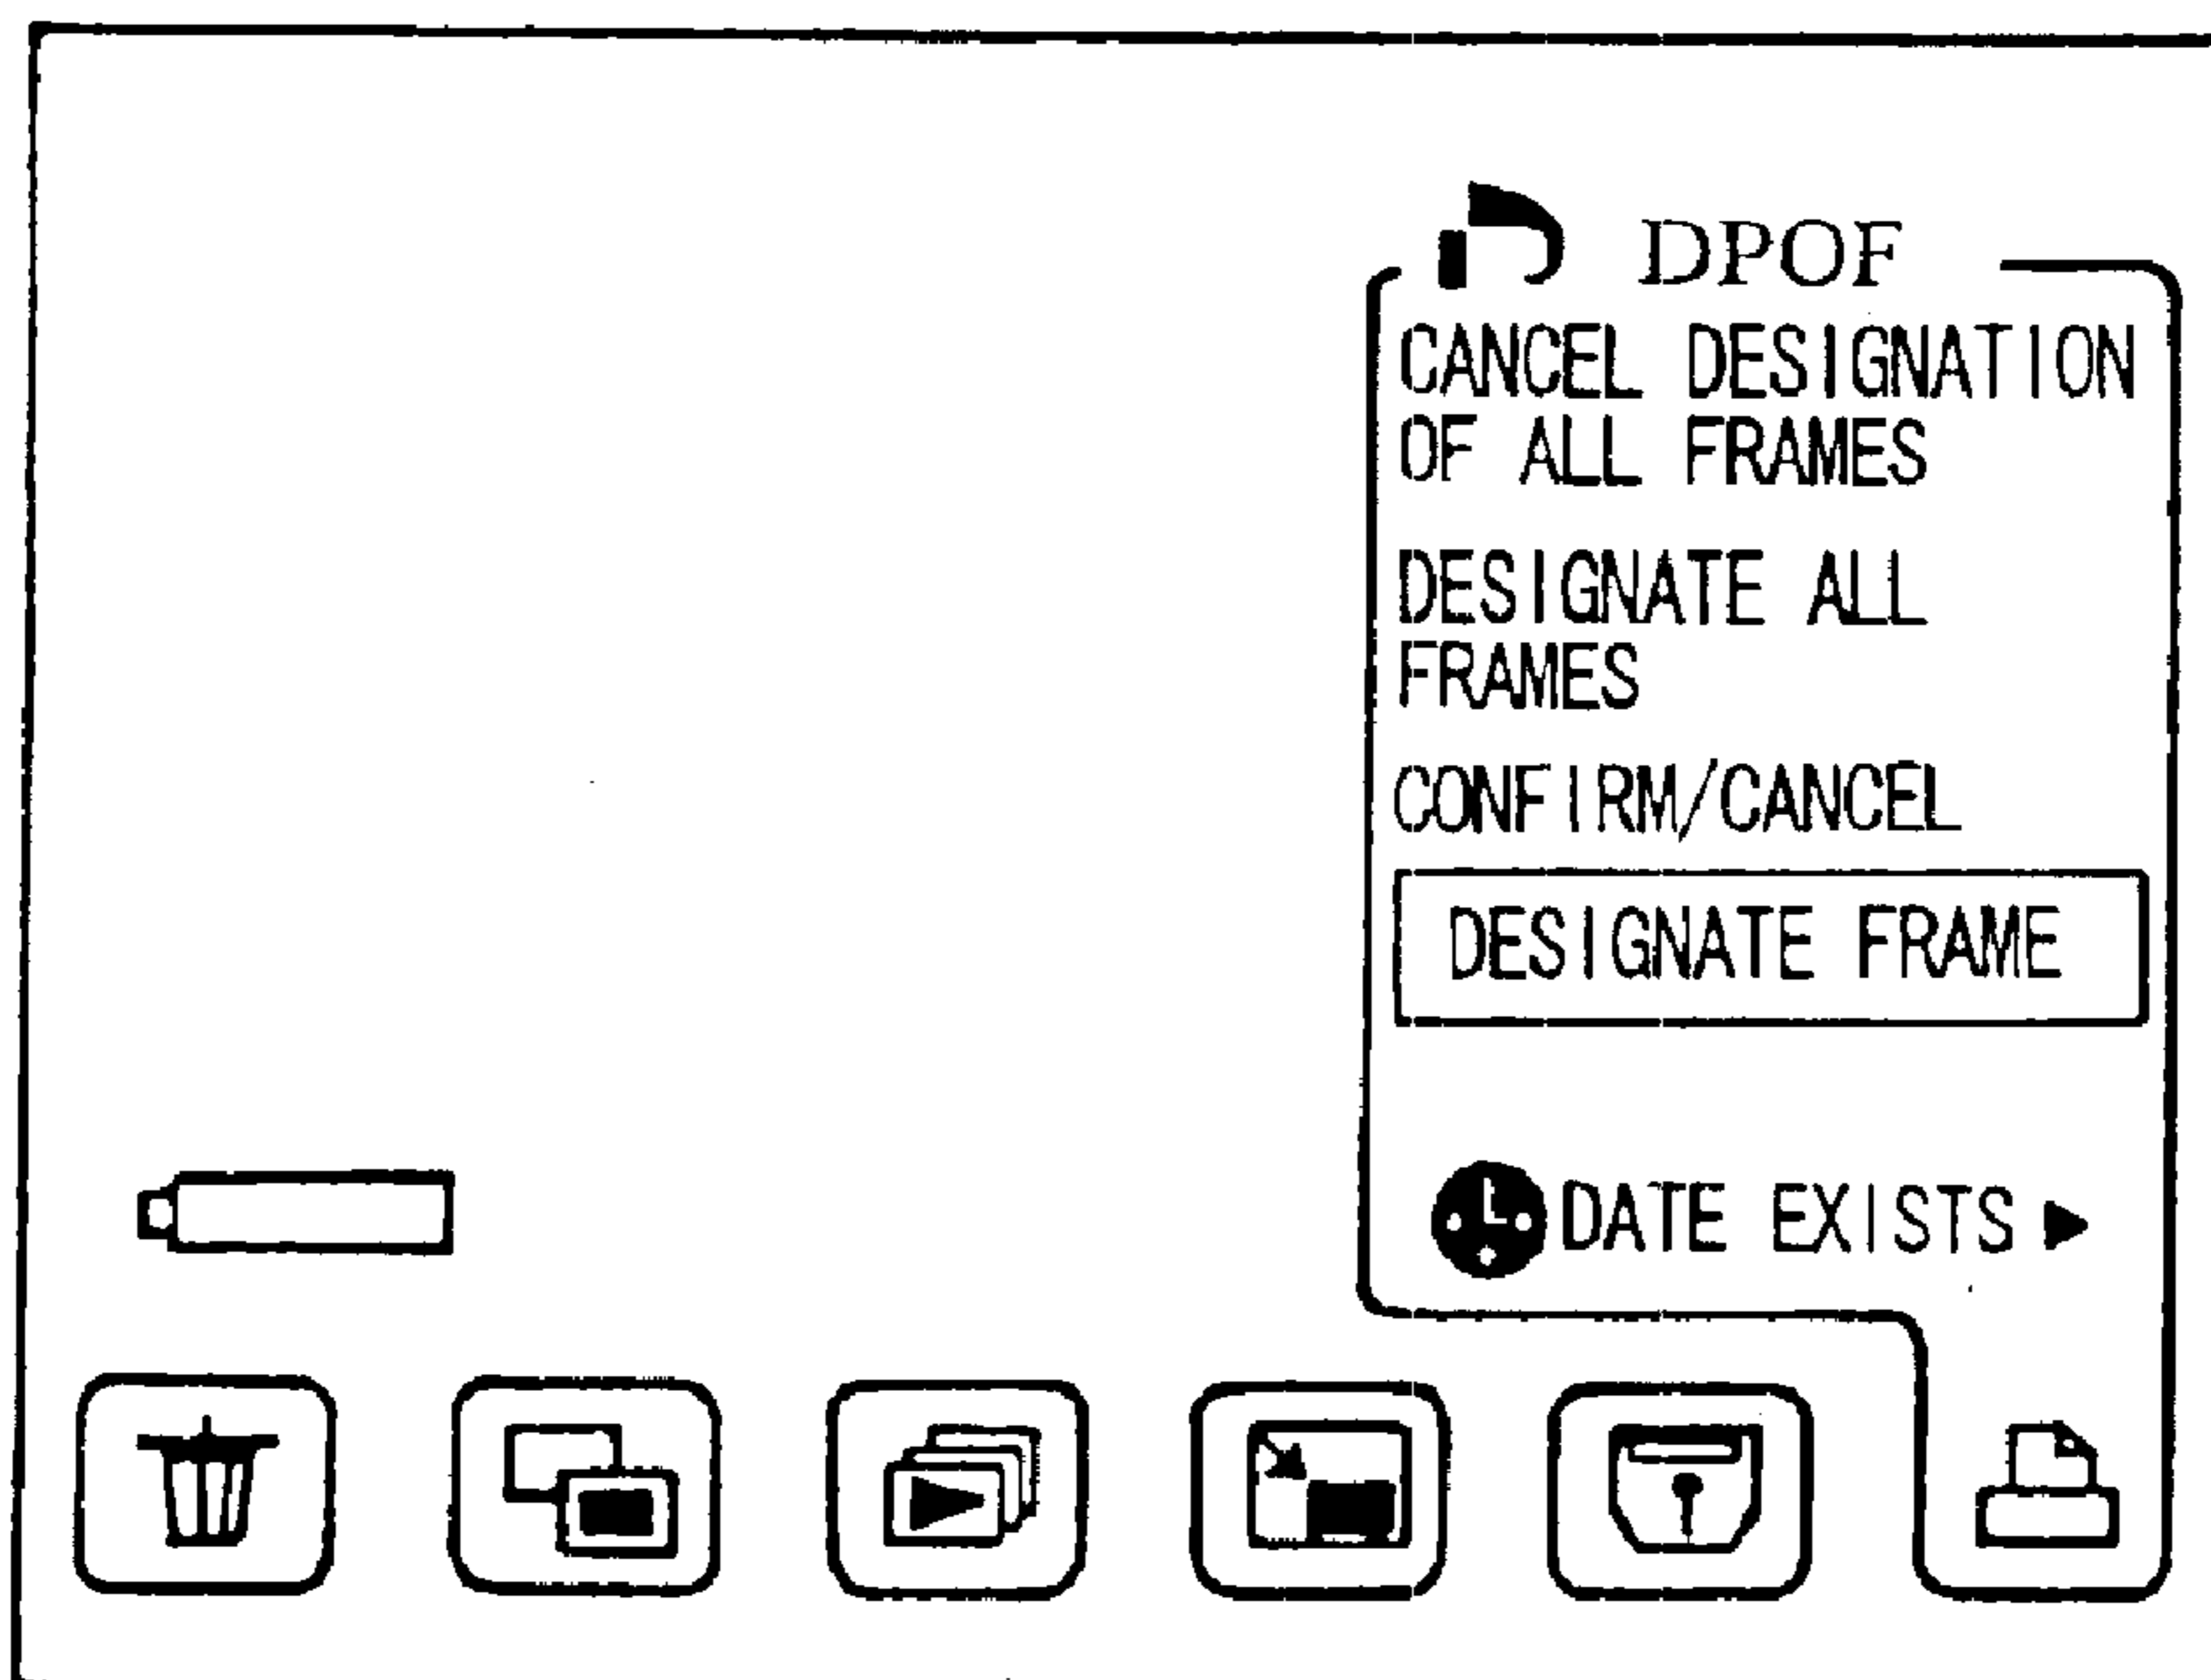 DPOF
CANCEL DESIGNATION
OF ALL FRAMES
DESIGNATE ALL
FRAMES
CONFIRM/CANCEL
DESIGNATE FRAME
DATE EXISTS